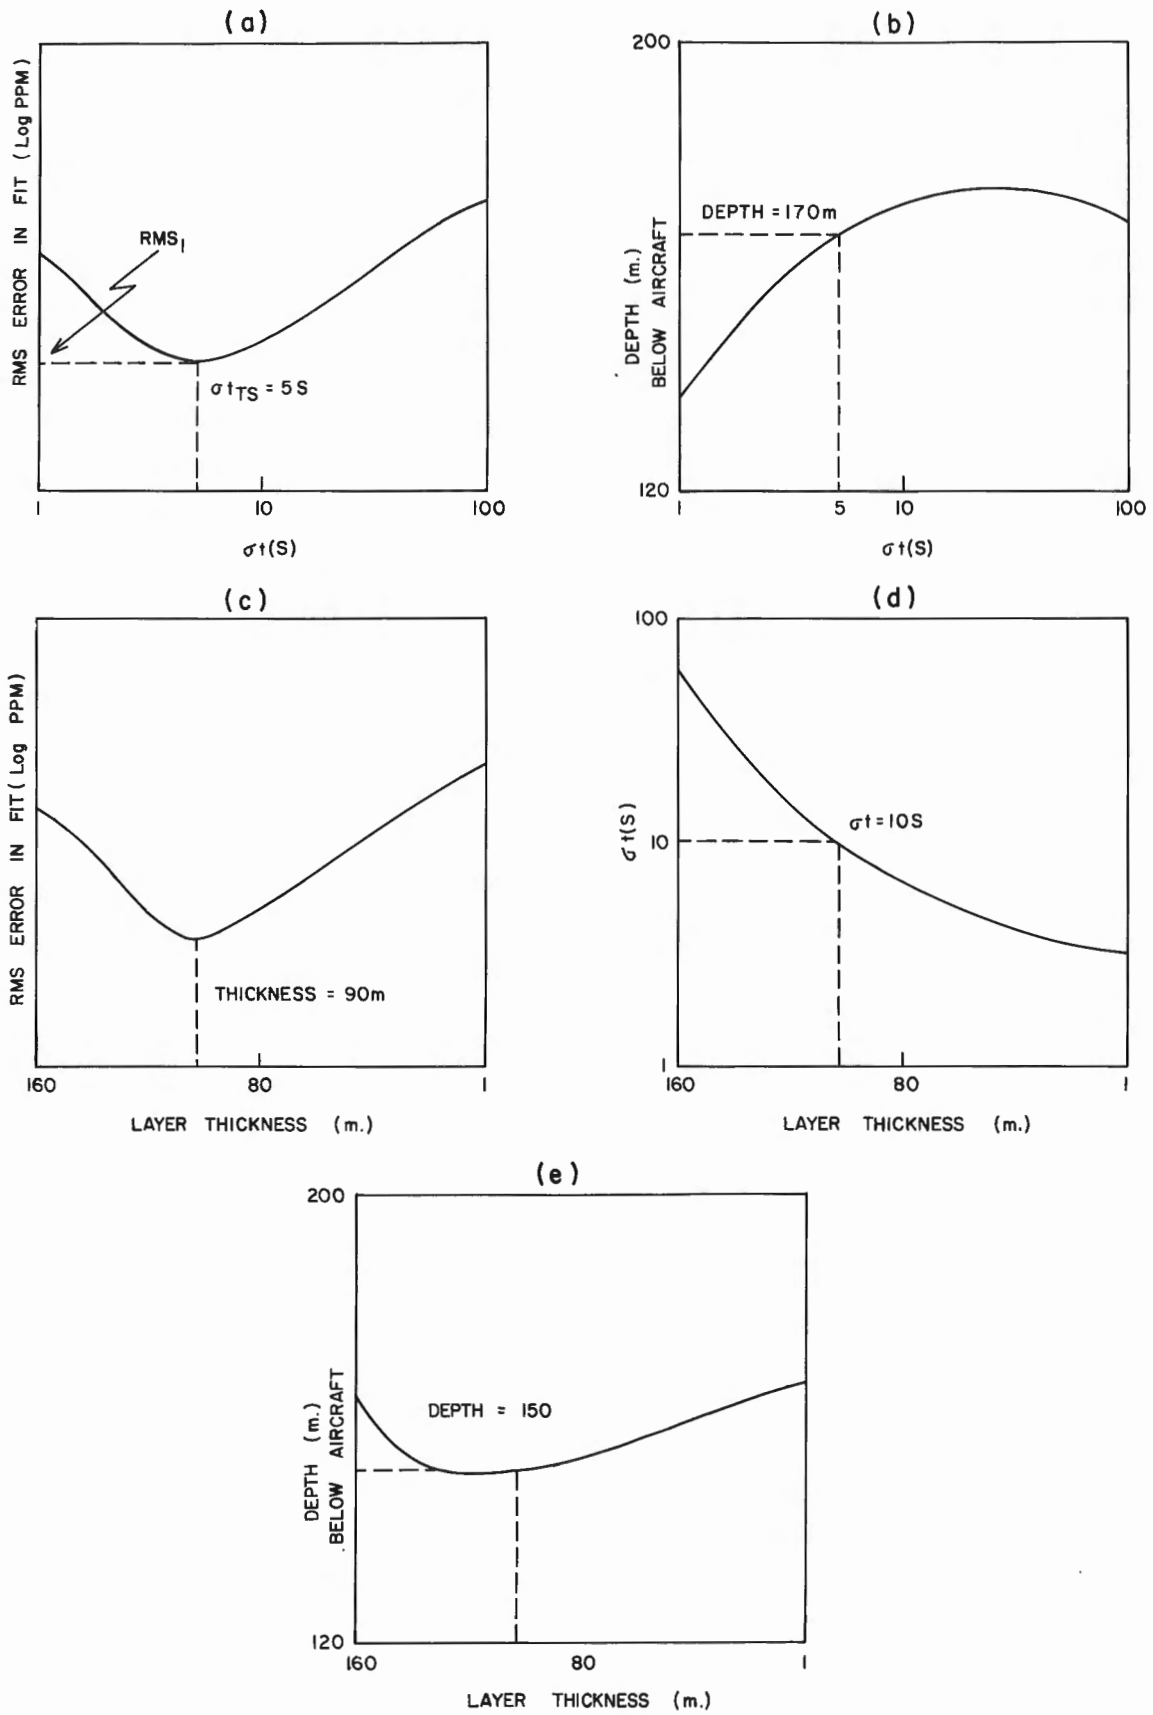 (a)
RMS ERROR IN FIT (Log PPM)
RMS1
σtTS = 5S
1 10 100
σt(S)
(b)
200
DEPTH = 170m
DEPTH (m.)
BELOW AIRCRAFT
120
1 5 10 100
σt(S)
(c)
RMS ERROR IN FIT (Log PPM)
THICKNESS = 90m
160 80 1
LAYER THICKNESS (m.)
(d)
100
σt(S)
10
σt=10S
1
160 80 1
LAYER THICKNESS (m.)
(e)
200
DEPTH = 150
DEPTH (m.)
BELOW AIRCRAFT
120
160 80 1
LAYER THICKNESS (m.)